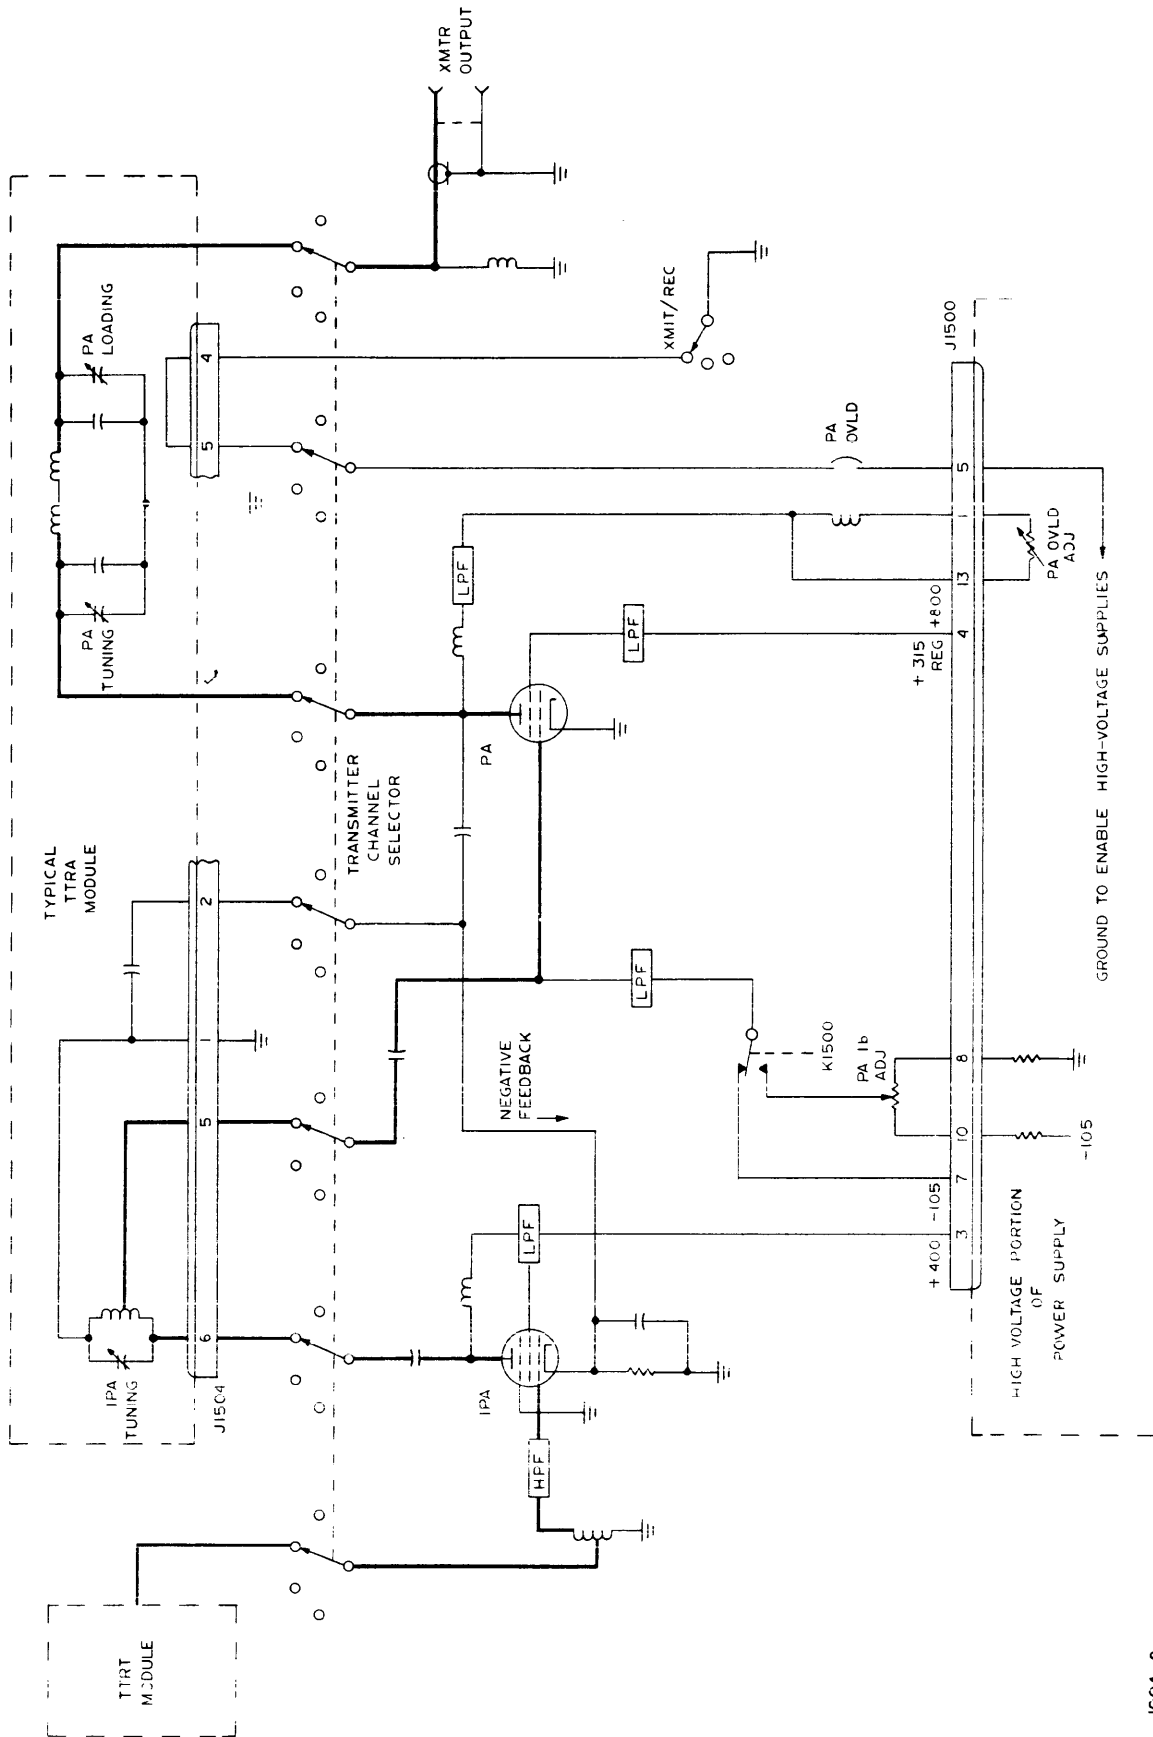 TTRT
MODULE
TYPICAL
TTRA
MODULE
IPA
TUNING
J1504
6
5
1
2
PA
TUNING
PA
LOADING
5
4
TRANSMITTER
CHANNEL
SELECTOR
XMTR
OUTPUT
HPF
IPA
LPF
NEGATIVE
FEEDBACK
LPF
PA
LPF
LPF
K1500
PA Ib
ADJ
PA
OVLD
XMIT/REC
+400
-105
+315
REG
+800
J1500
3
7
10
8
4
13
1
5
-105
PA OVLD
ADJ
HIGH VOLTAGE PORTION
OF
POWER SUPPLY
GROUND TO ENABLE HIGH-VOLTAGE SUPPLIES